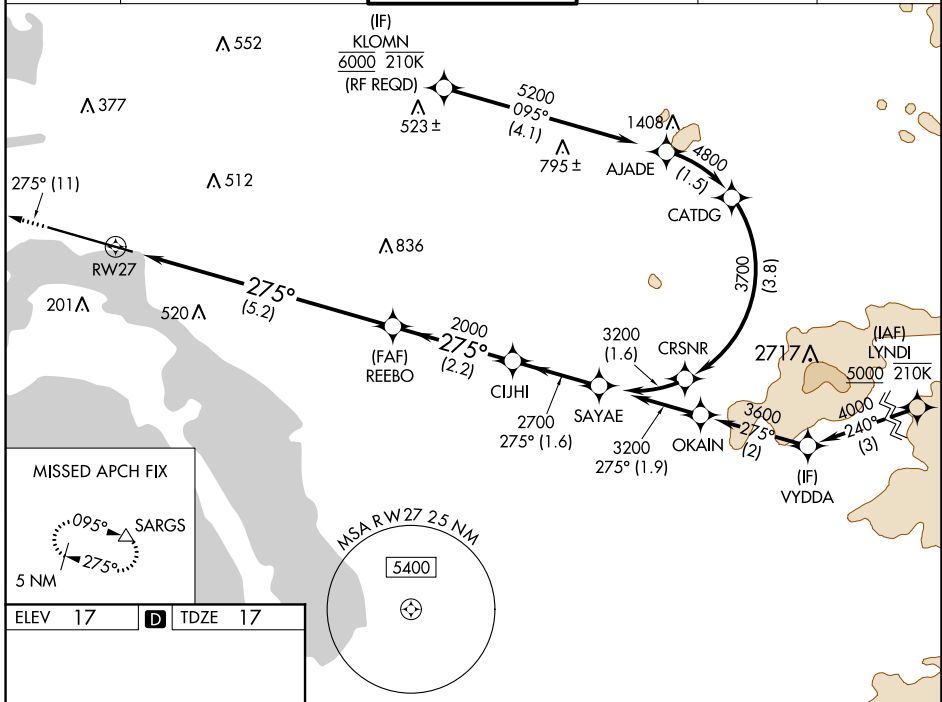 (IF)
KLOMN
6000 210K
(RF REQD)
552
377
523 ±
5200
095°
(4.1)
1408
795 ±
AJADE
4800
(1.5)
CATDG
275° (11)
512
RW27
836
201
520
275°
(5.2)
3700
(3.8)
(FAF)
REEBO
2000
275°
(2.2)
CIJHI
3200
(1.6)
CRSNR
2717
(IAF)
LYNDI
5000 210K
2700
275° (1.6)
SAYAE
3200
275° (1.9)
OKAIN
3600
275°
(2)
4000
240°
(3)
(IF)
VYDDA
MISSED APCH FIX
095°
SARGS
275°
5 NM
MSA RW27 25 NM
5400
ELEV 17 D TDZE 17